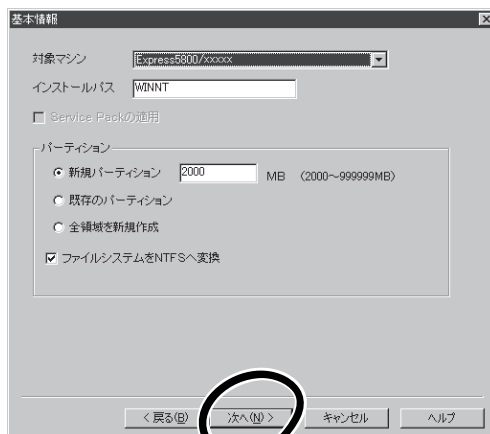 基本情報
対象マシン Express5800/xxxxx
インストールパス WINNT
Service Packの適用
パーティション
新規パーティション 2000 MB (2000～999999MB)
既存のパーティション
全領域を新規作成
ファイルシステムをNTFSへ変換
< 戻る(B) 次へ(N) > キャンセル ヘルプ